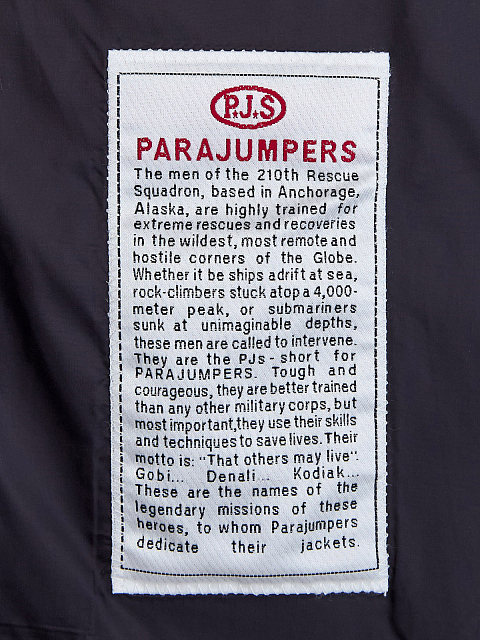 P.J.S
PARAJUMPERS
The men of the 210th Rescue
Squadron, based in Anchorage,
Alaska, are highly trained for
extreme rescues and recoveries
in the wildest, most remote and
hostile corners of the Globe.
Whether it be ships adrift at sea,
rock-climbers stuck atop a 4,000-
meter peak, or submariners
sunk at unimaginable depths,
these men are called to intervene.
They are the PJs - short for
PARAJUMPERS. Tough and
courageous, they are better trained
than any other military corps, but
most important,they use their skills
and techniques to save lives. Their
motto is: "That others may live".
Gobi... Denali... Kodiak...
These are the names of the
legendary missions of these
heroes, to whom Parajumpers
dedicate their jackets.